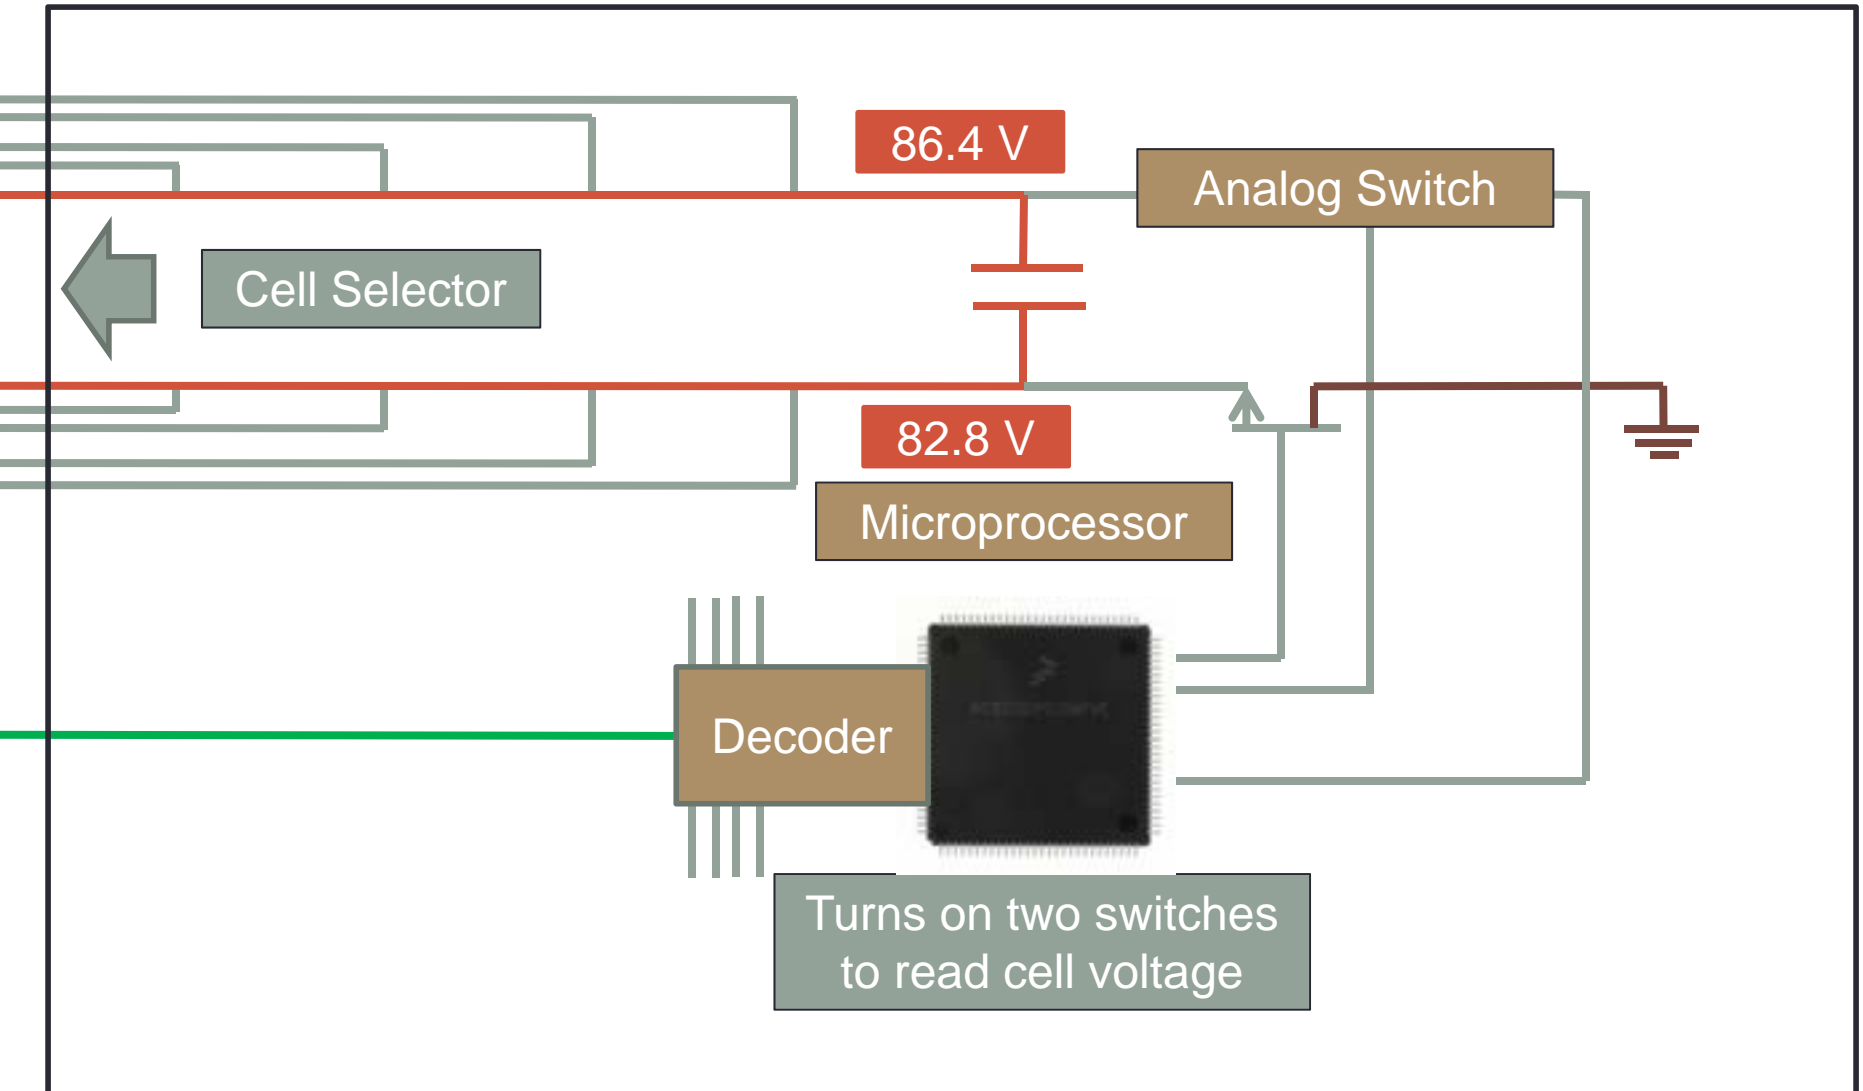 86.4 V
Analog Switch
Cell Selector
82.8 V
Microprocessor
Decoder
Turns on two switches
to read cell voltage